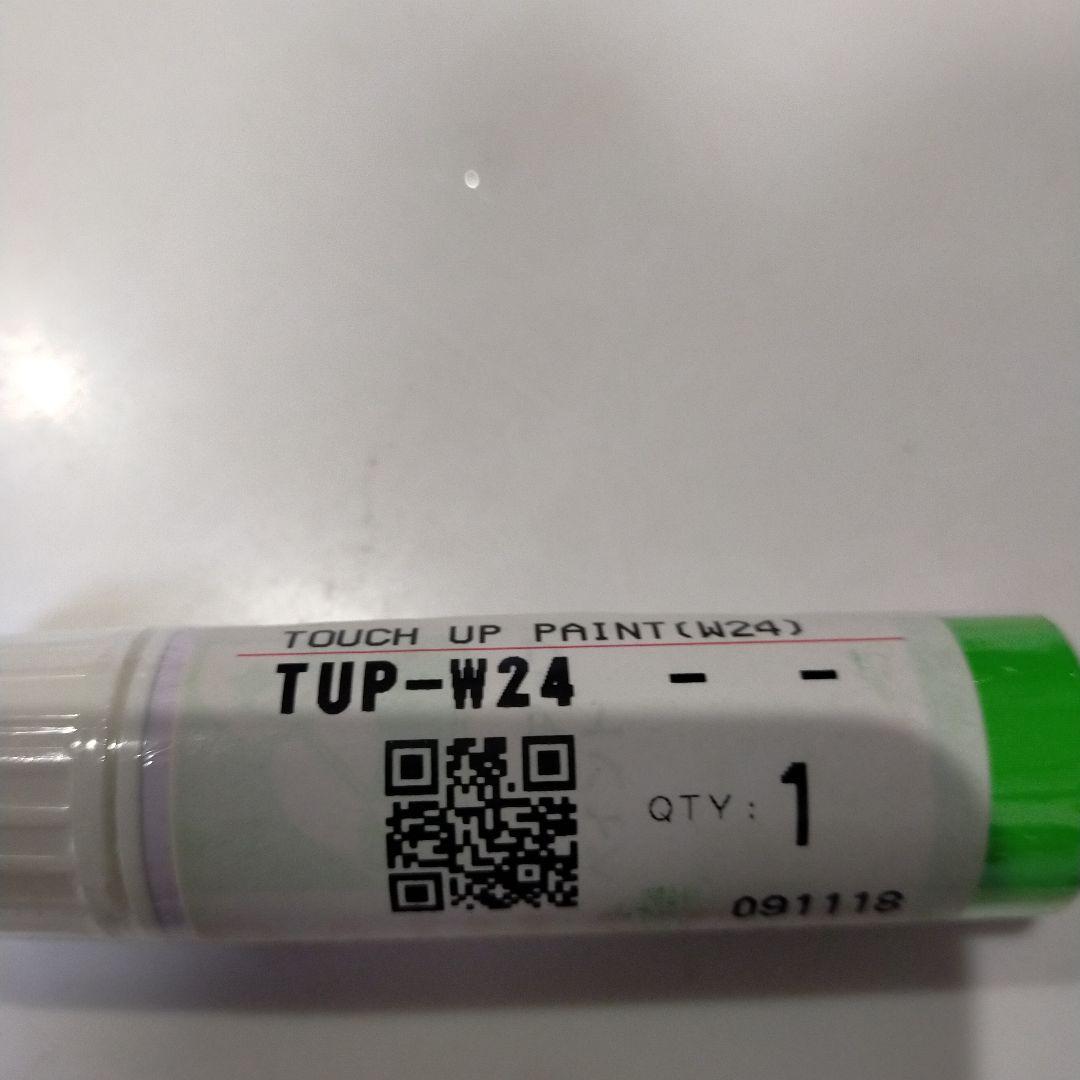 TOUCH UP PAINT(W24)
TUP-W24 - -
QTY: 1
091118